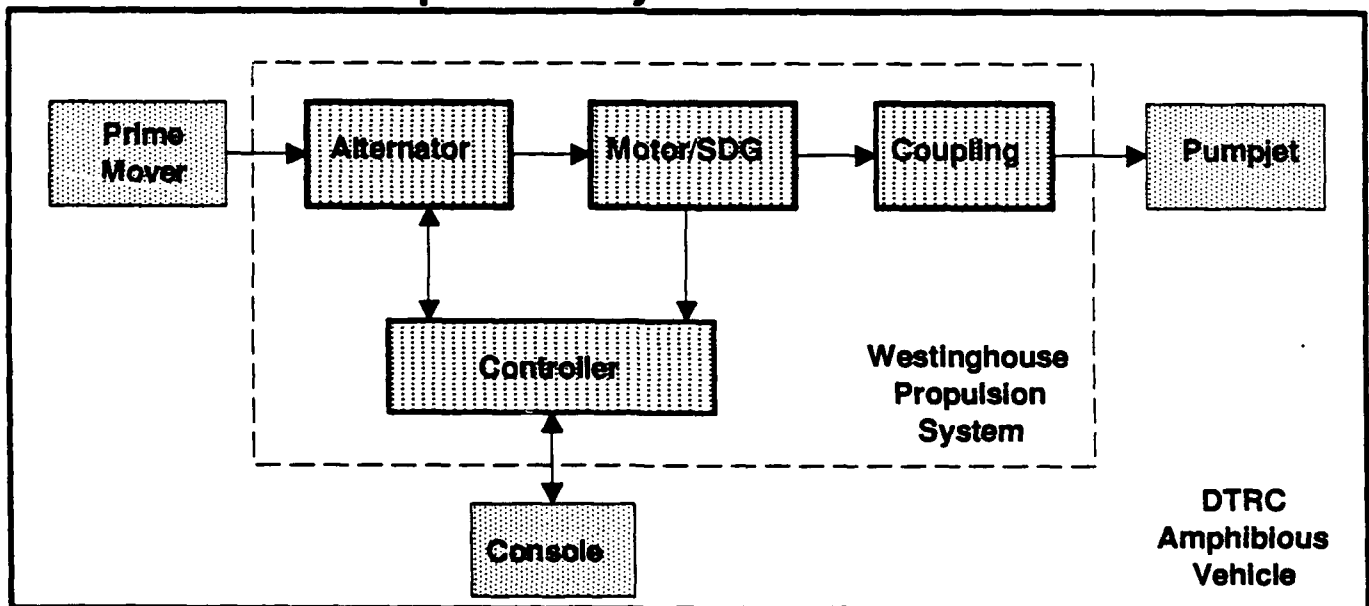 Prime
Mover
Alternator
Motor/SDG
Coupling
Pumpjet
Controller
Westinghouse
Propulsion
System
Console
DTRC
Amphibious
Vehicle